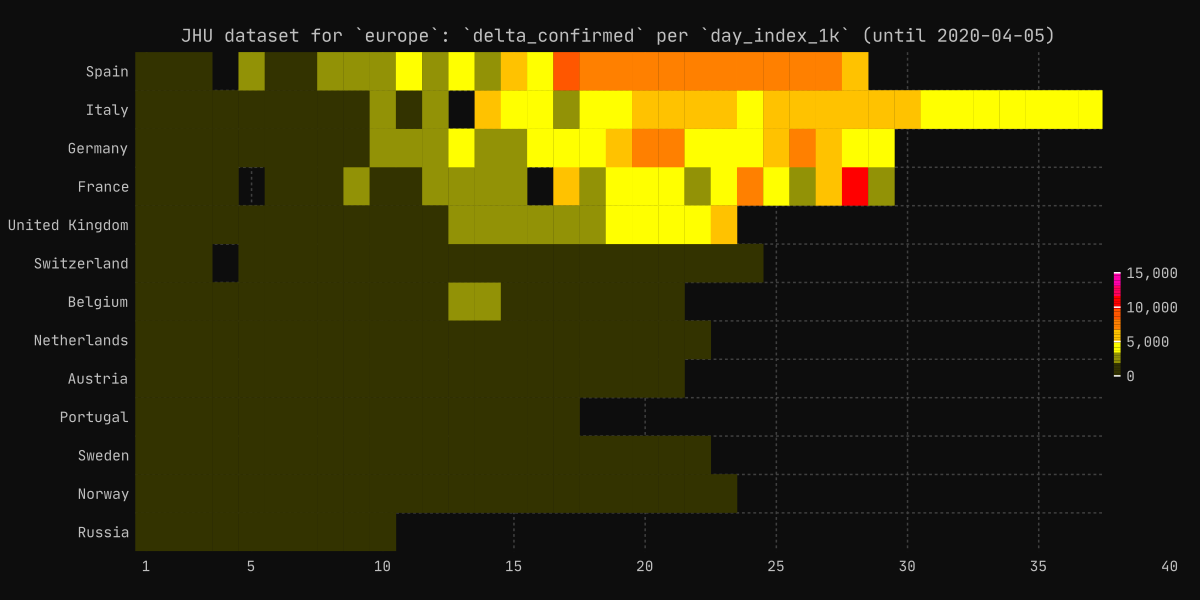 JHU dataset for `europe`: `delta_confirmed` per `day_index_1k` (until 2020-04-05)
Spain
Italy
Germany
France
United Kingdom
Switzerland
Belgium
Netherlands
Austria
Portugal
Sweden
Norway
Russia
15,000
10,000
5,000
0
1 5 10 15 20 25 30 35 40